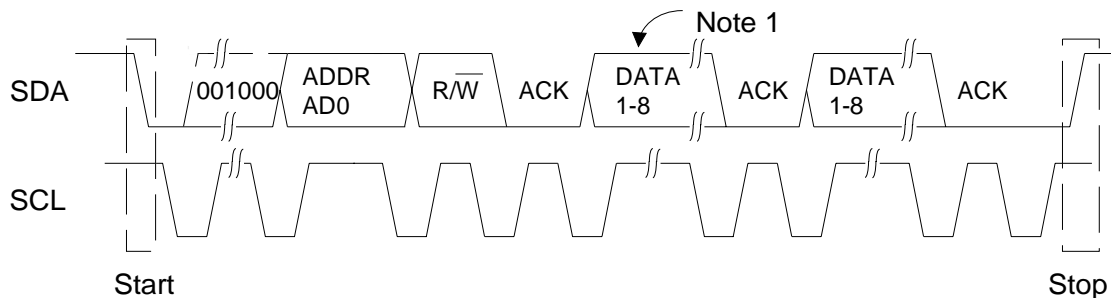 Note 1
SDA
001000
ADDR
AD0
R/W
ACK
DATA
1-8
ACK
DATA
1-8
ACK
SCL
Start
Stop